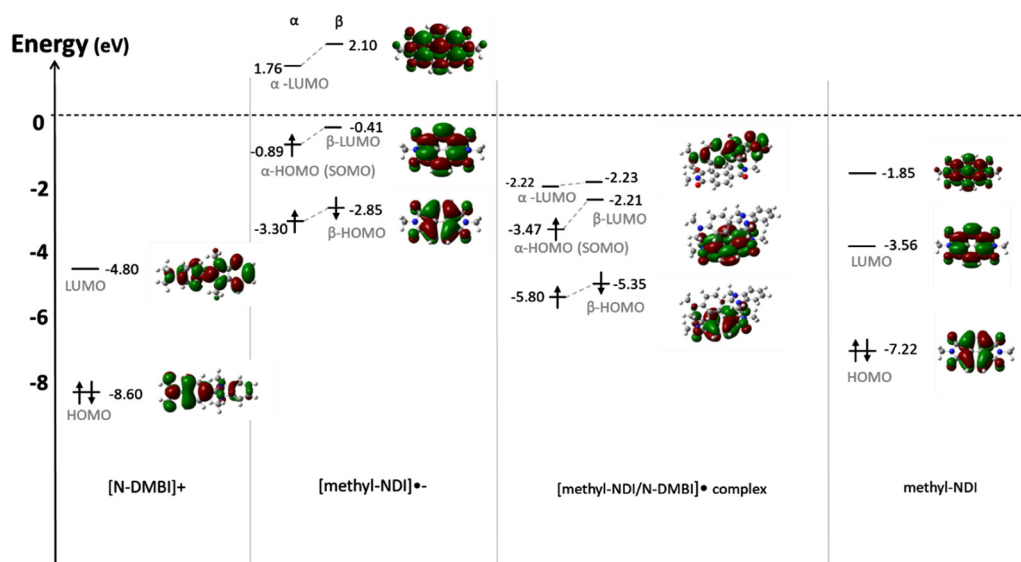 Energy (eV)
0
-2
-4
-6
-8
-4.80
LUMO
-8.60
HOMO
[N-DMBI]+
α β
2.10
1.76
α -LUMO
-0.41
β-LUMO
-0.89
α-HOMO (SOMO)
-2.85
-3.30
β-HOMO
[methyl-NDI]•-
-2.22 -2.23
α -LUMO
-2.21
β-LUMO
-3.47
α-HOMO (SOMO)
-5.35
-5.80
β-HOMO
[methyl-NDI/N-DMBI]• complex
-1.85
-3.56
LUMO
-7.22
HOMO
methyl-NDI